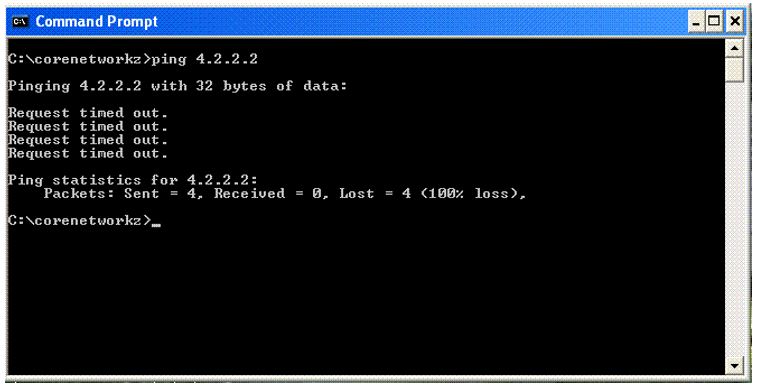 Command Prompt
C:\corenetworkz>ping 4.2.2.2
Pinging 4.2.2.2 with 32 bytes of data:
Request timed out.
Request timed out.
Request timed out.
Request timed out.
Ping statistics for 4.2.2.2:
    Packets: Sent = 4, Received = 0, Lost = 4 (100% loss),
C:\corenetworkz>_